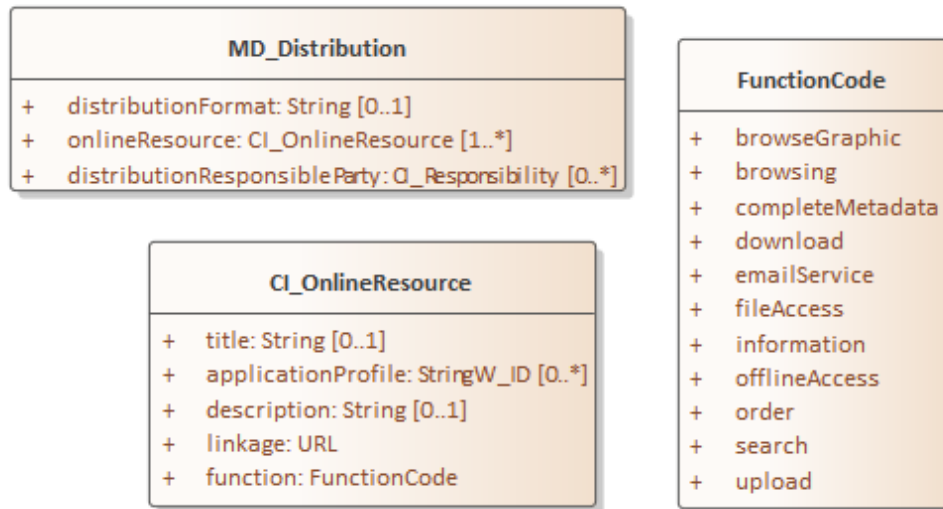 MD_Distribution
+ distributionFormat: String [0..1]
+ onlineResource: CI_OnlineResource [1..*]
+ distributionResponsibleParty: CI_Responsibility [0..*]
CI_OnlineResource
+ title: String [0..1]
+ applicationProfile: StringW_ID [0..*]
+ description: String [0..1]
+ linkage: URL
+ function: FunctionCode
FunctionCode
+ browseGraphic
+ browsing
+ completeMetadata
+ download
+ emailService
+ fileAccess
+ information
+ offlineAccess
+ order
+ search
+ upload